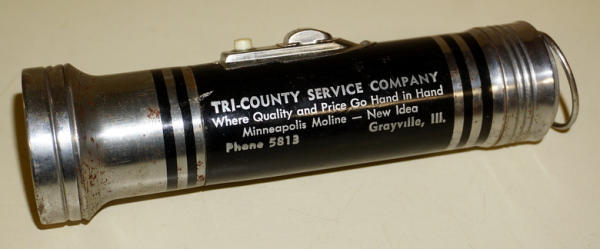 TRI-COUNTY SERVICE COMPANY
Where Quality and Price Go Hand in Hand
Minneapolis Moline — New Idea
Grayville, Ill.
Phone 5813